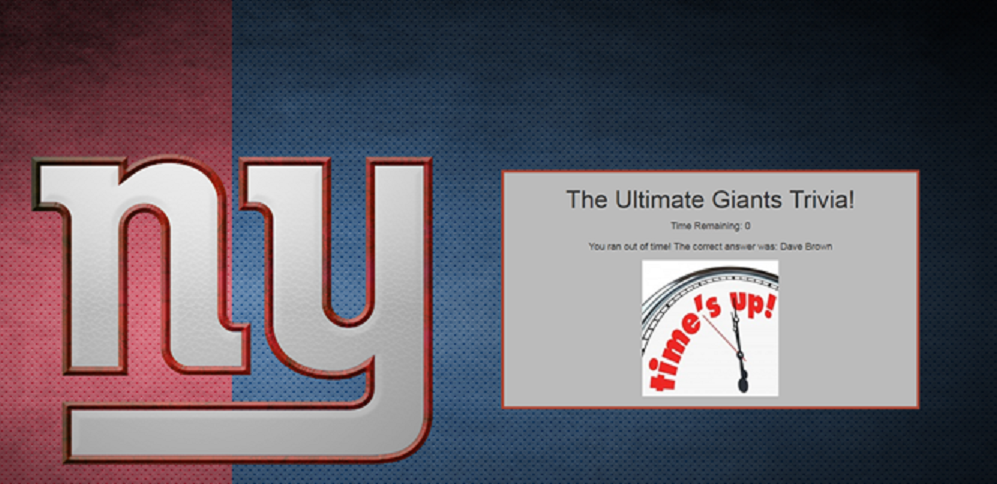 ny
The Ultimate Giants Trivia!
Time Remaining: 0
You ran out of time! The correct answer was: Dave Brown
time's up!